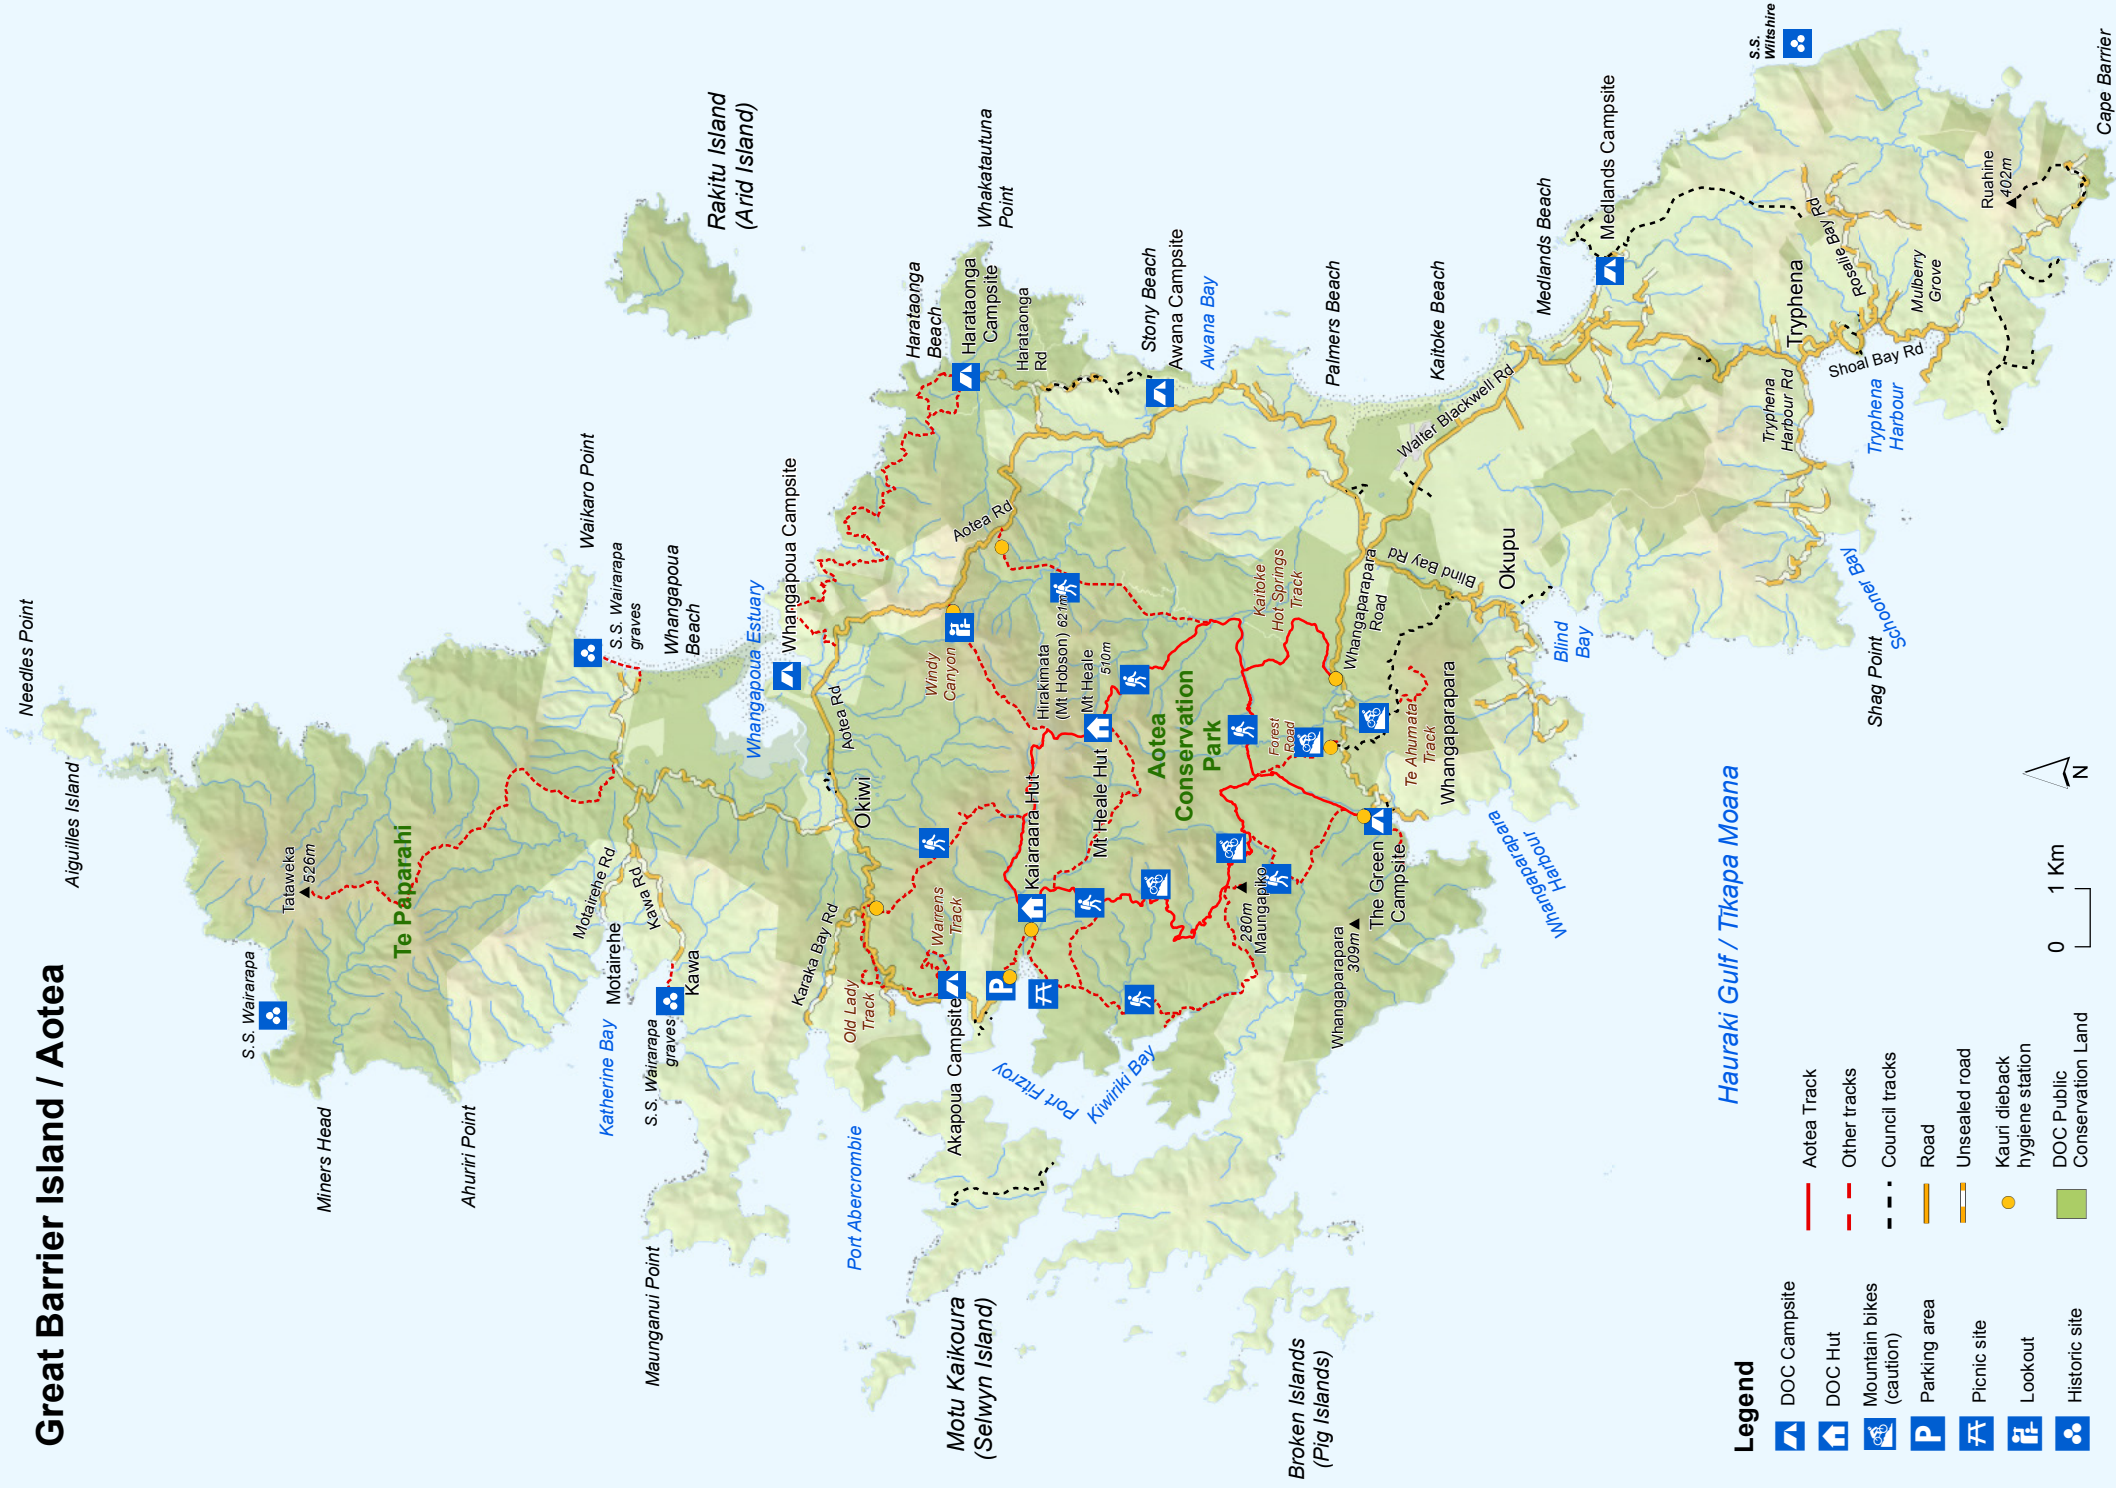 Great Barrier Island / Aotea
Needles Point
Aiguilles Island
S.S. Wairarapa
Tataweka
526m
Te Paparahi
Miners Head
Ahuriri Point
Waikaro Point
S.S. Wairarapa
graves
Whangapoua
Beach
Motairehe Rd
Kawa Rd
Motairehe
Kawa
Katherine Bay
S.S. Wairarapa
graves
Maunganui Point
Rakitu Island
(Arid Island)
Whangapoua Estuary
Whangapoua Campsite
Aotea Rd
Okiwi
Karaka Bay Rd
Old Lady
Track
Port Abercrombie
Harataonga
Beach
Harataonga
Campsite
Whakatautuna
Point
Harataonga
Rd
Aotea Rd
Windy
Canyon
Warrens
Track
Akapoua Campsite
Motu Kaikoura
(Selwyn Island)
Hirakimata
(Mt Hobson) 621m
Mt Heale
510m
Kaiaraara Hut
Mt Heale Hut
Port Fitzroy
Kiwiriki Bay
Stony Beach
Awana Campsite
Awana Bay
Aotea
Conservation
Park
Kaitoke
Hot Springs
Track
Forest
Road
280m
Maungapiko
Palmers Beach
Kaitoke Beach
Whangaparapara
Road
Blind Bay Rd
Walter Blackwell Rd
Te Ahumata
Track
Whangaparapara
The Green
Campsite
Whangaparapara
309m
Whangaparapara
Harbour
Broken Islands
(Pig Islands)
Okupu
Blind
Bay
Medlands Beach
Medlands Campsite
S.S.
Wiltshire
Tryphena
Rosalie Bay Rd
Mulberry
Grove
Shoal Bay Rd
Tryphena
Harbour Rd
Tryphena
Harbour
Schooner Bay
Shag Point
Ruahine
402m
Cape Barrier
Hauraki Gulf / Tīkapa Moana
N
0
1 Km
Legend
DOC Campsite
DOC Hut
Mountain bikes
(caution)
P
Parking area
Picnic site
Lookout
Historic site
Aotea Track
Other tracks
Council tracks
Road
Unsealed road
Kauri dieback
hygiene station
DOC Public
Conservation Land
P